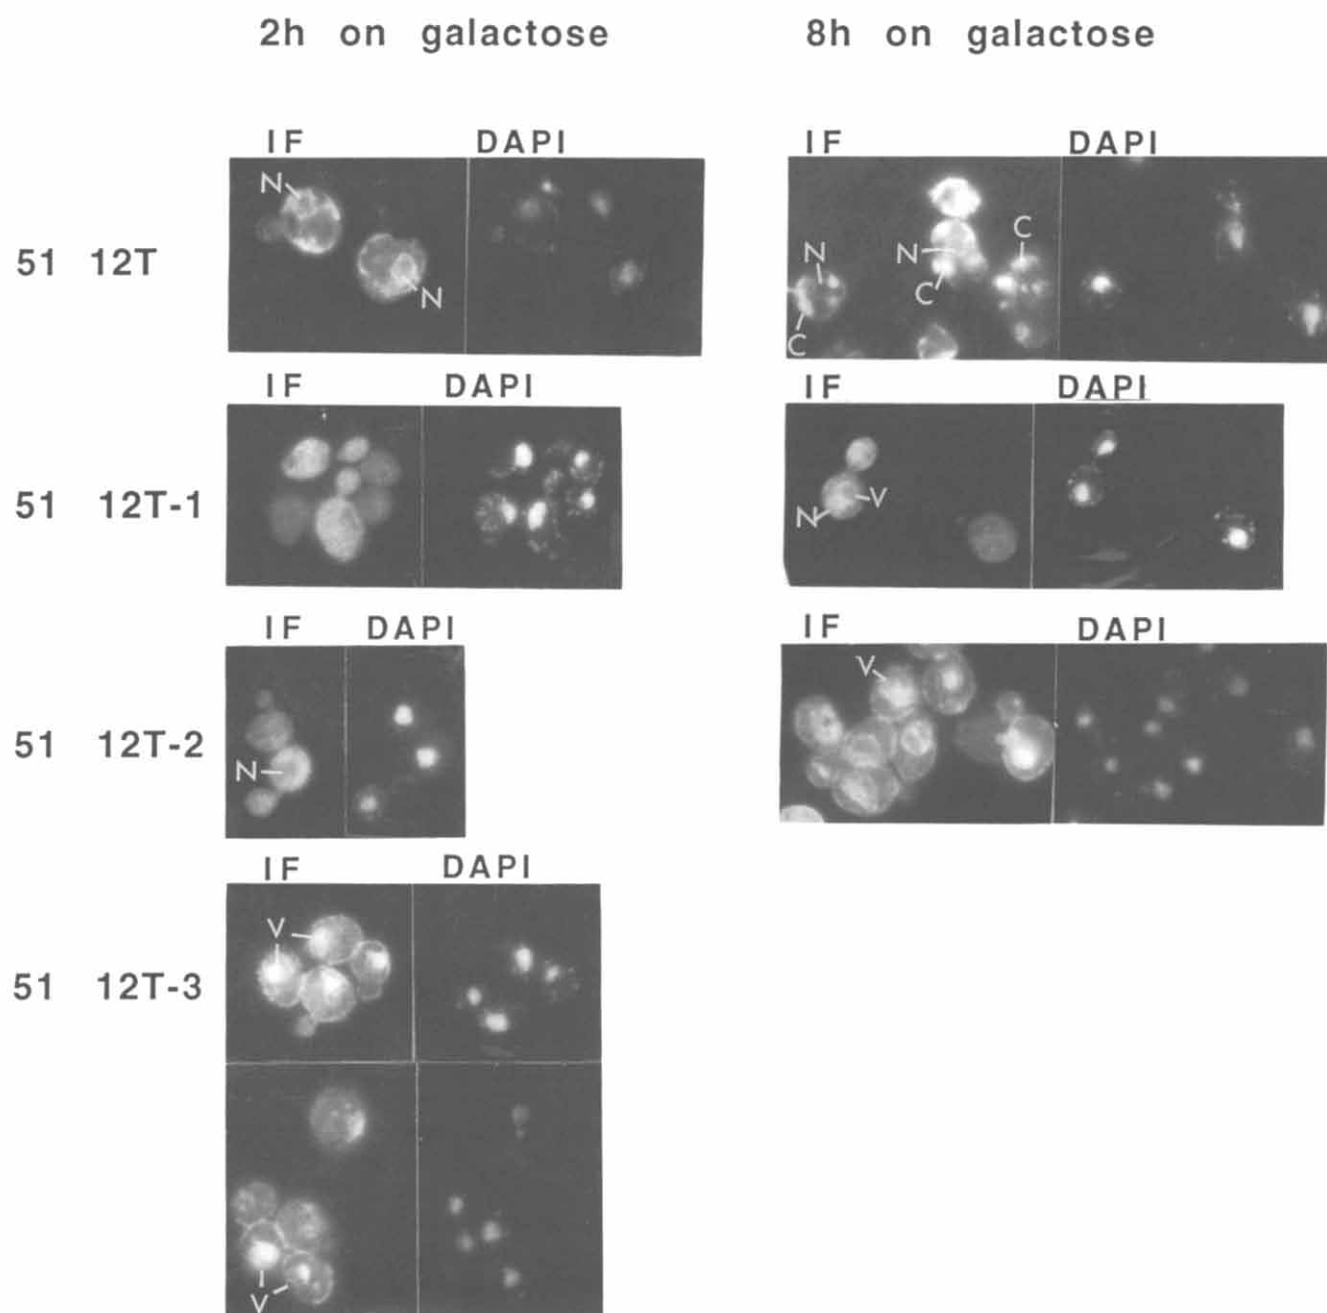 2h on galactose 8h on galactose
IF DAPI IF DAPI
51 12T
N
N
N
N
C
C
C
IF DAPI IF DAPI
51 12T-1
N
V
IF DAPI IF DAPI
51 12T-2
N
V
IF DAPI
51 12T-3
V
V